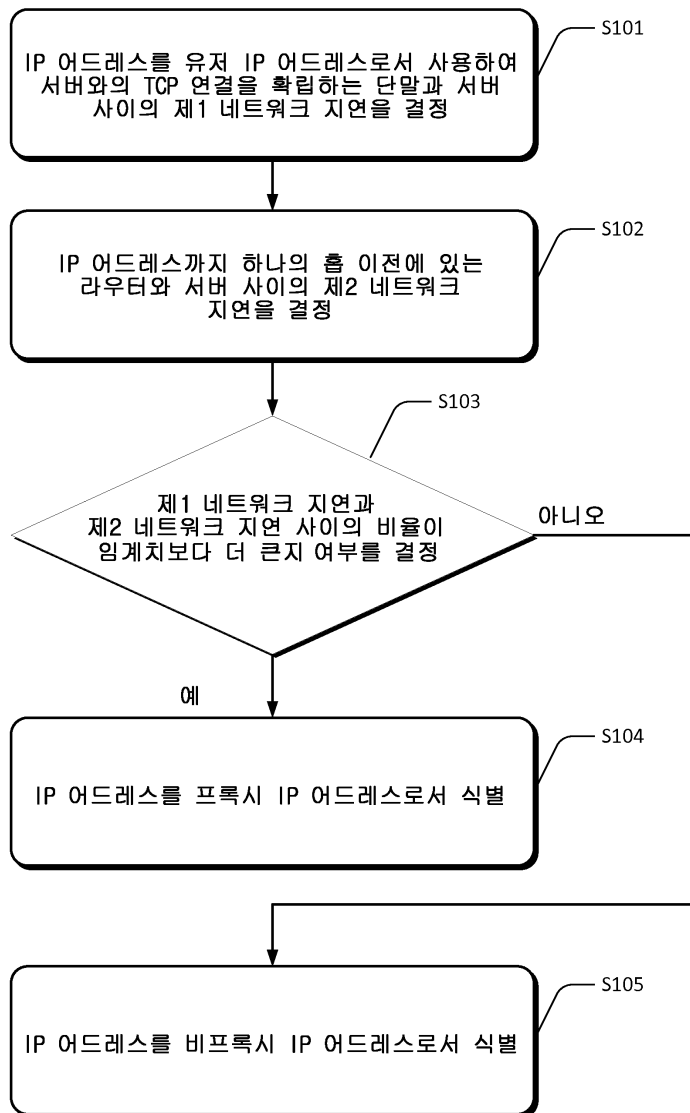 S101
IP 어드레스를 유저 IP 어드레스로서 사용하여
서버와의 TCP 연결을 확립하는 단말과 서버
사이의 제1 네트워크 지연을 결정
S102
IP 어드레스까지 하나의 홉 이전에 있는
라우터와 서버 사이의 제2 네트워크
지연을 결정
S103
제1 네트워크 지연과
제2 네트워크 지연 사이의 비율이
임계치보다 더 큰지 여부를 결정
아니오
예
S104
IP 어드레스를 프록시 IP 어드레스로서 식별
S105
IP 어드레스를 비프록시 IP 어드레스로서 식별